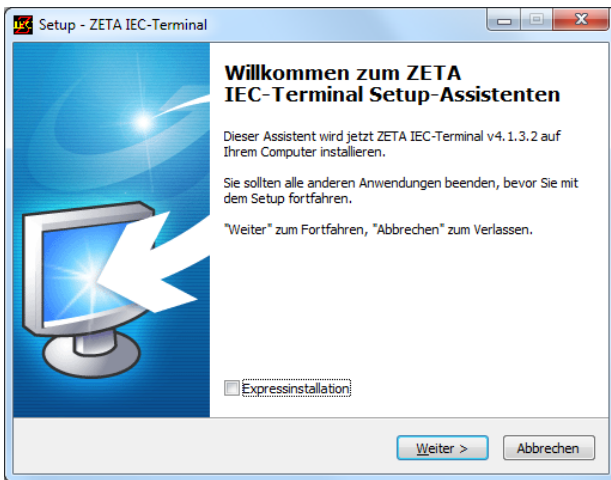 Setup - ZETA IEC-Terminal
Willkommen zum ZETA
IEC-Terminal Setup-Assistenten
Dieser Assistent wird jetzt ZETA IEC-Terminal v4.1.3.2 auf
Ihrem Computer installieren.
Sie sollten alle anderen Anwendungen beenden, bevor Sie mit
dem Setup fortfahren.
"Weiter" zum Fortfahren, "Abbrechen" zum Verlassen.
Expressinstallation
Weiter >
Abbrechen